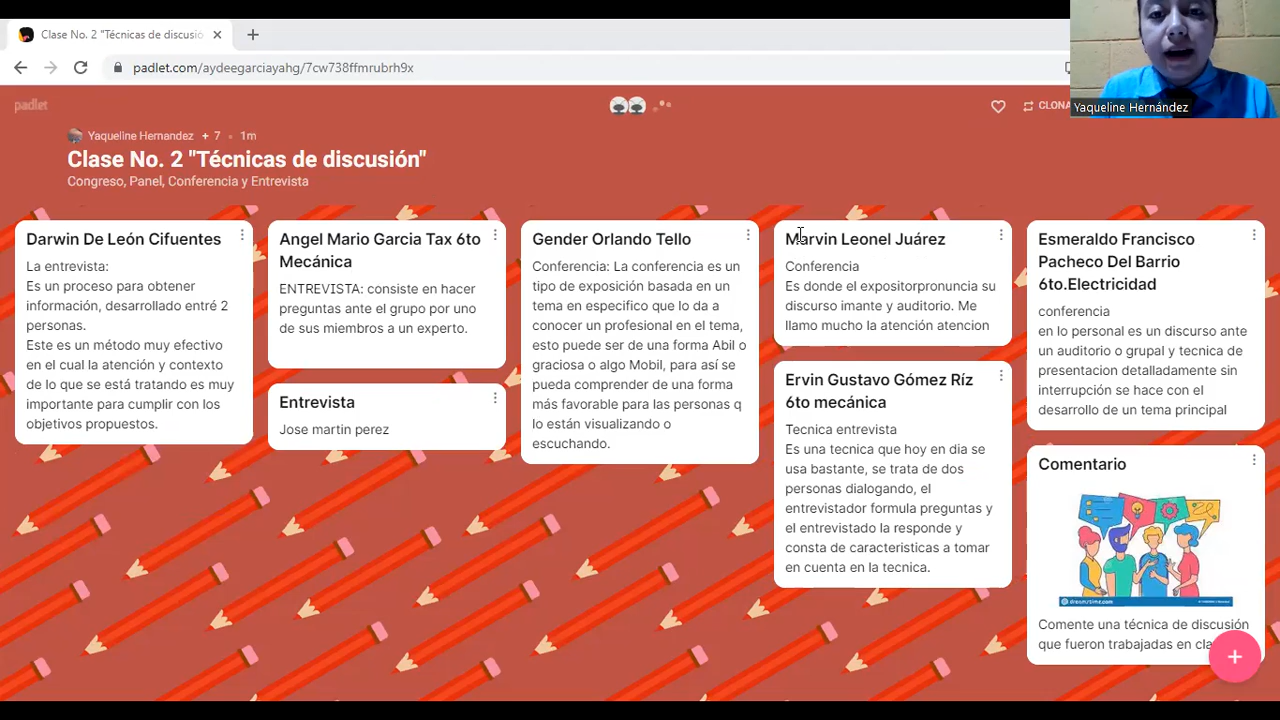 Clase No. 2 "Técnicas de discusió
padlet.com/aydeegarciayahg/7cw738ffmrubrh9x
Yaqueline Hernández
padlet
CLONA
Yaqueline Hernandez + 7 • 1m
Clase No. 2 "Técnicas de discusión"
Congreso, Panel, Conferencia y Entrevista
Darwin De León Cifuentes
La entrevista:
Es un proceso para obtener
información, desarrollado entré 2
personas.
Este es un método muy efectivo
en el cual la atención y contexto
de lo que se está tratando es muy
importante para cumplir con los
objetivos propuestos.
Angel Mario Garcia Tax 6to
Mecánica
ENTREVISTA: consiste en hacer
preguntas ante el grupo por uno
de sus miembros a un experto.
Entrevista
Jose martin perez
Gender Orlando Tello
Conferencia: La conferencia es un
tipo de exposición basada en un
tema en especifico que lo da a
conocer un profesional en el tema,
esto puede ser de una forma Abil o
graciosa o algo Mobil, para así se
pueda comprender de una forma
más favorable para las personas q
lo están visualizando o
escuchando.
Marvin Leonel Juárez
Conferencia
Es donde el expositorpronuncia su
discurso imante y auditorio. Me
llamo mucho la atención atencion
Ervin Gustavo Gómez Ríz
6to mecánica
Tecnica entrevista
Es una tecnica que hoy en dia se
usa bastante, se trata de dos
personas dialogando, el
entrevistador formula preguntas y
el entrevistado la responde y
consta de caracteristicas a tomar
en cuenta en la tecnica.
Esmeraldo Francisco
Pacheco Del Barrio
6to.Electricidad
conferencia
en lo personal es un discurso ante
un auditorio o grupal y tecnica de
presentacion detalladamente sin
interrupción se hace con el
desarrollo de un tema principal
Comentario
dreamstime.com
Comente una técnica de discusión
que fueron trabajadas en cla